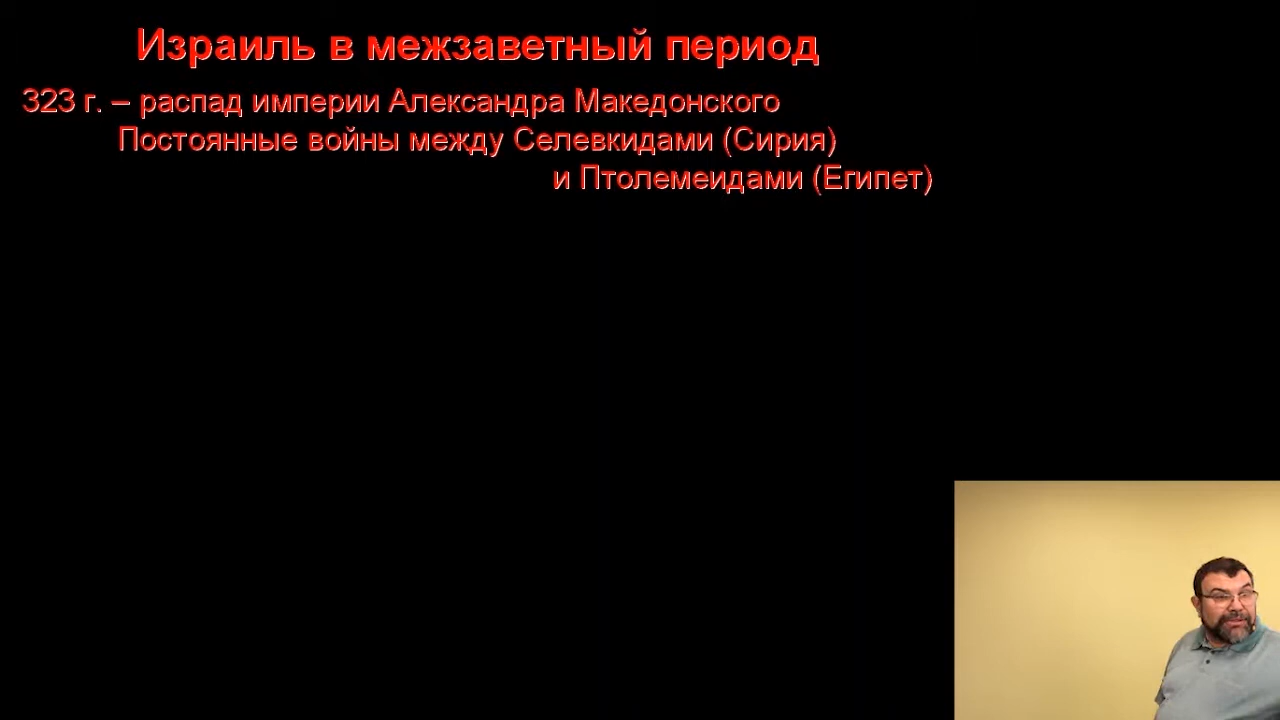 Израиль в межзаветный период
323 г. – распад империи Александра Македонского
Постоянные войны между Селевкидами (Сирия)
и Птолемеидами (Египет)